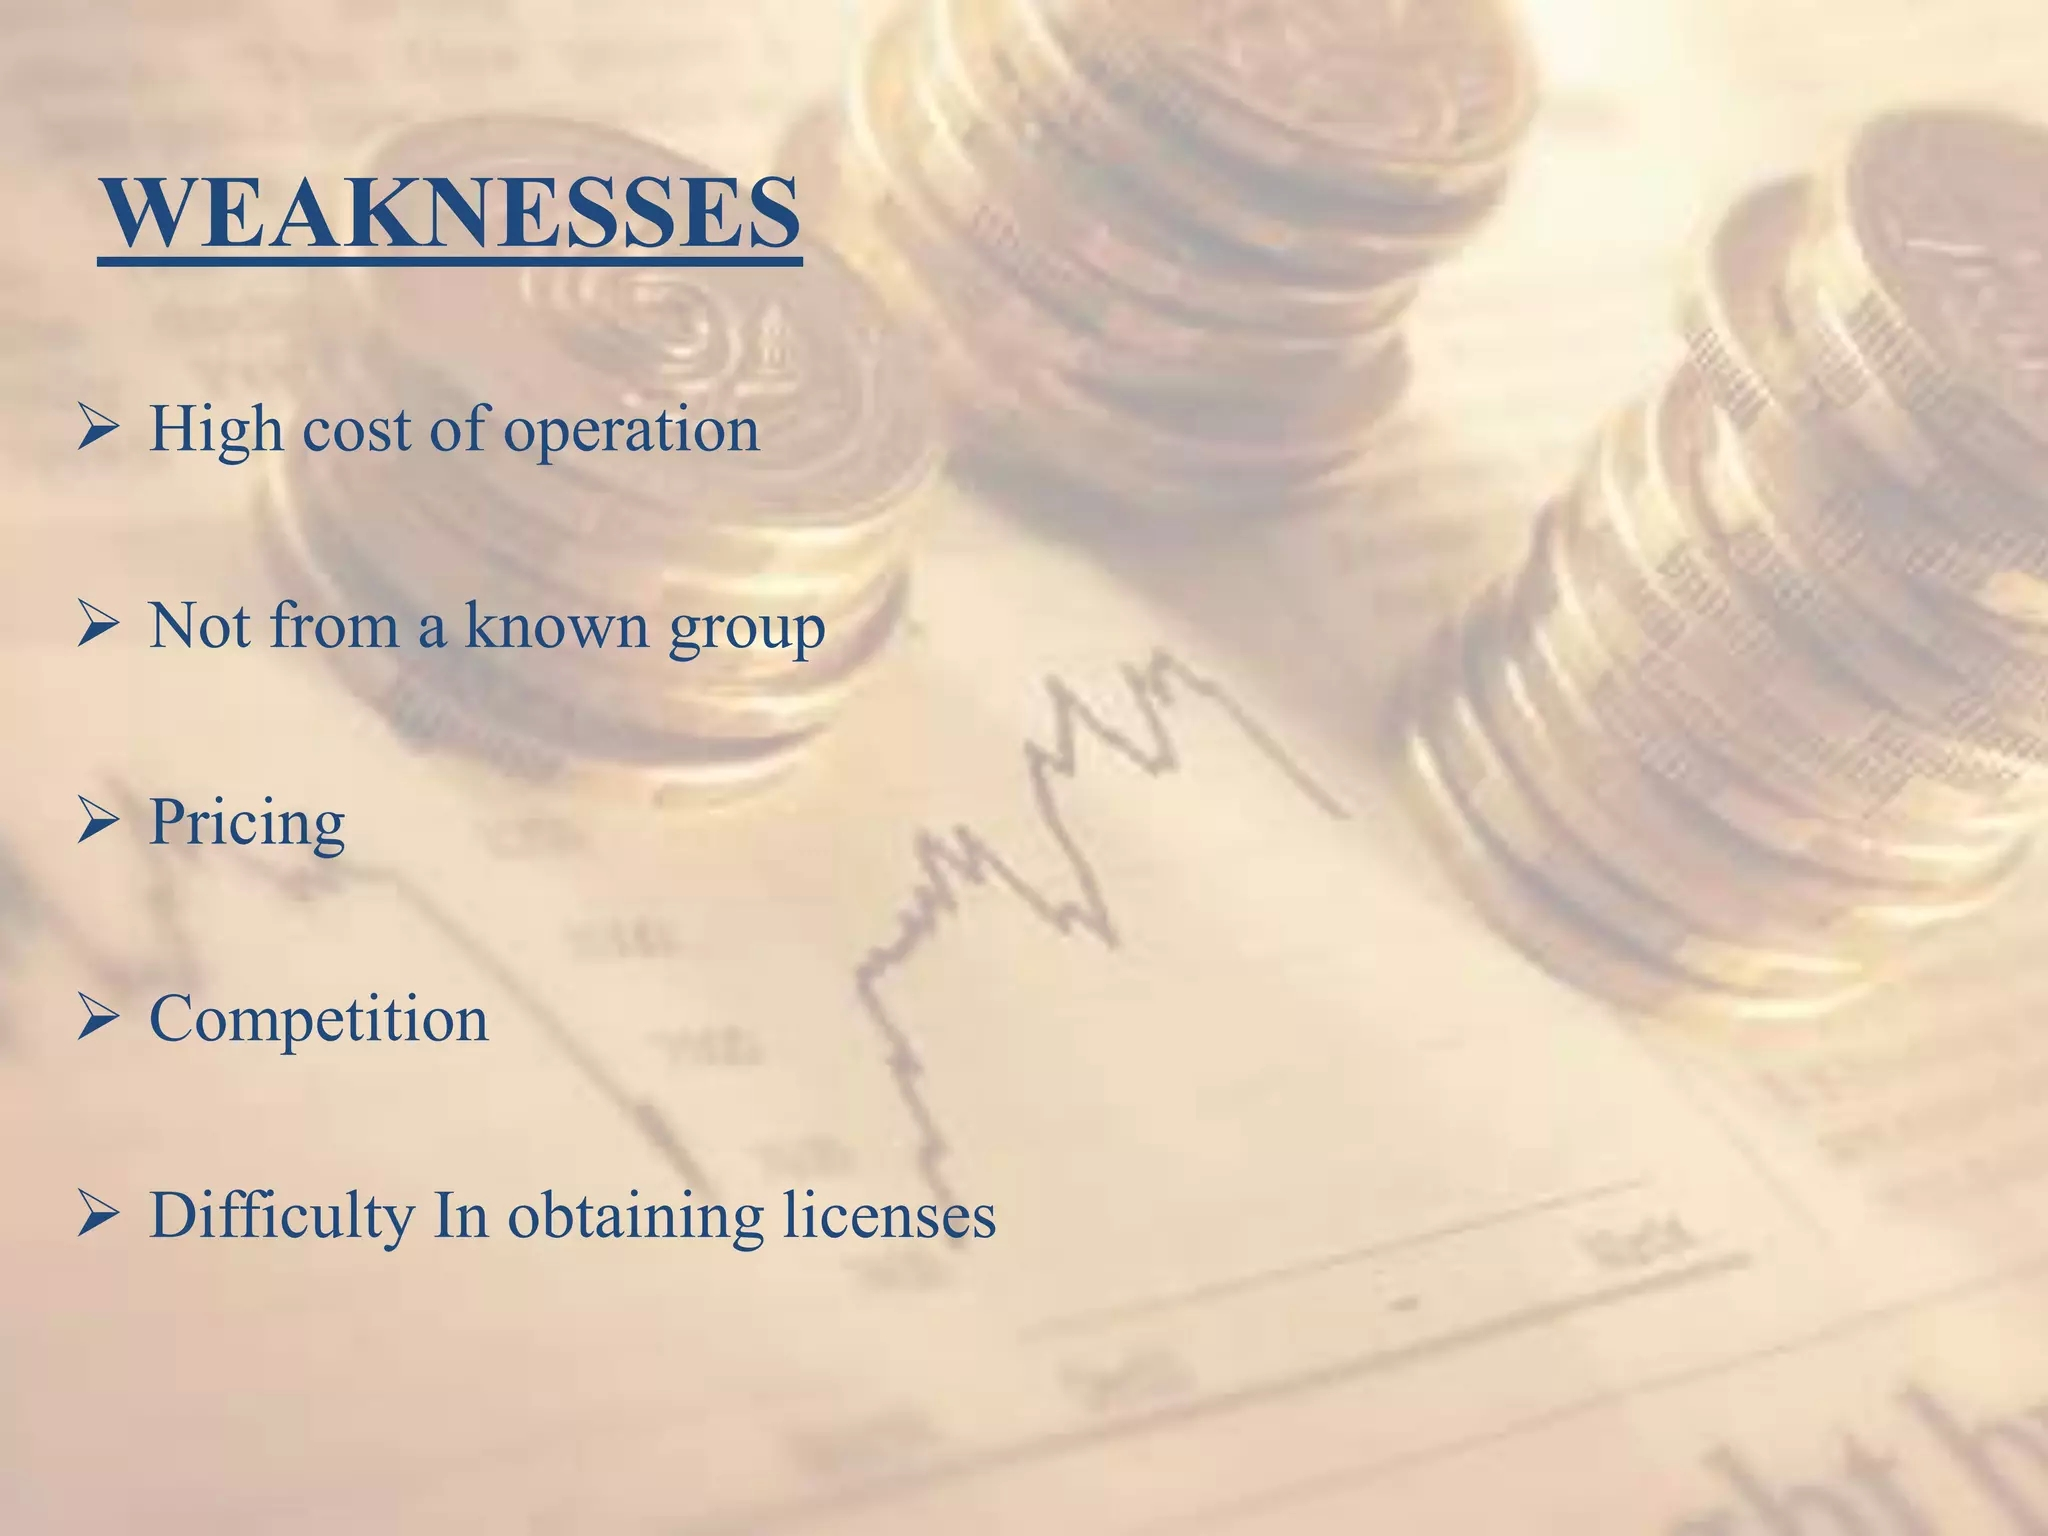 WEAKNESSES
➢ High cost of operation
➢ Not from a known group
➢ Pricing
➢ Competition
➢ Difficulty In obtaining licenses